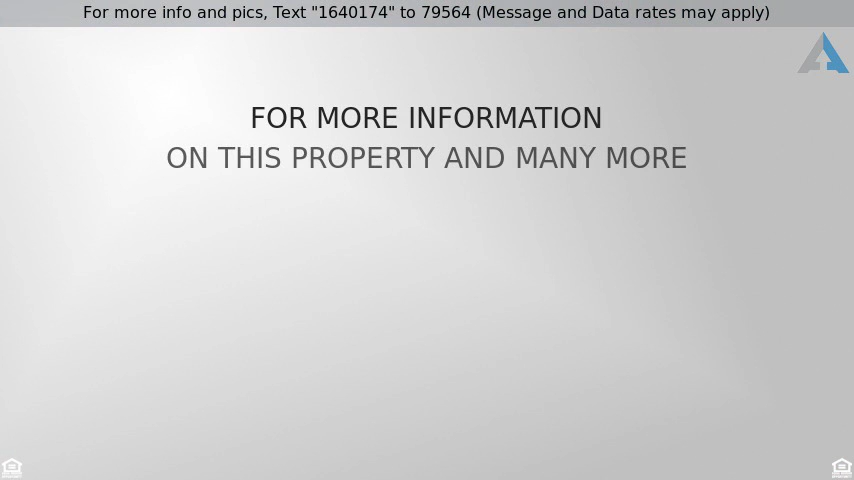 For more info and pics, Text "1640174" to 79564 (Message and Data rates may apply)
FOR MORE INFORMATION
ON THIS PROPERTY AND MANY MORE